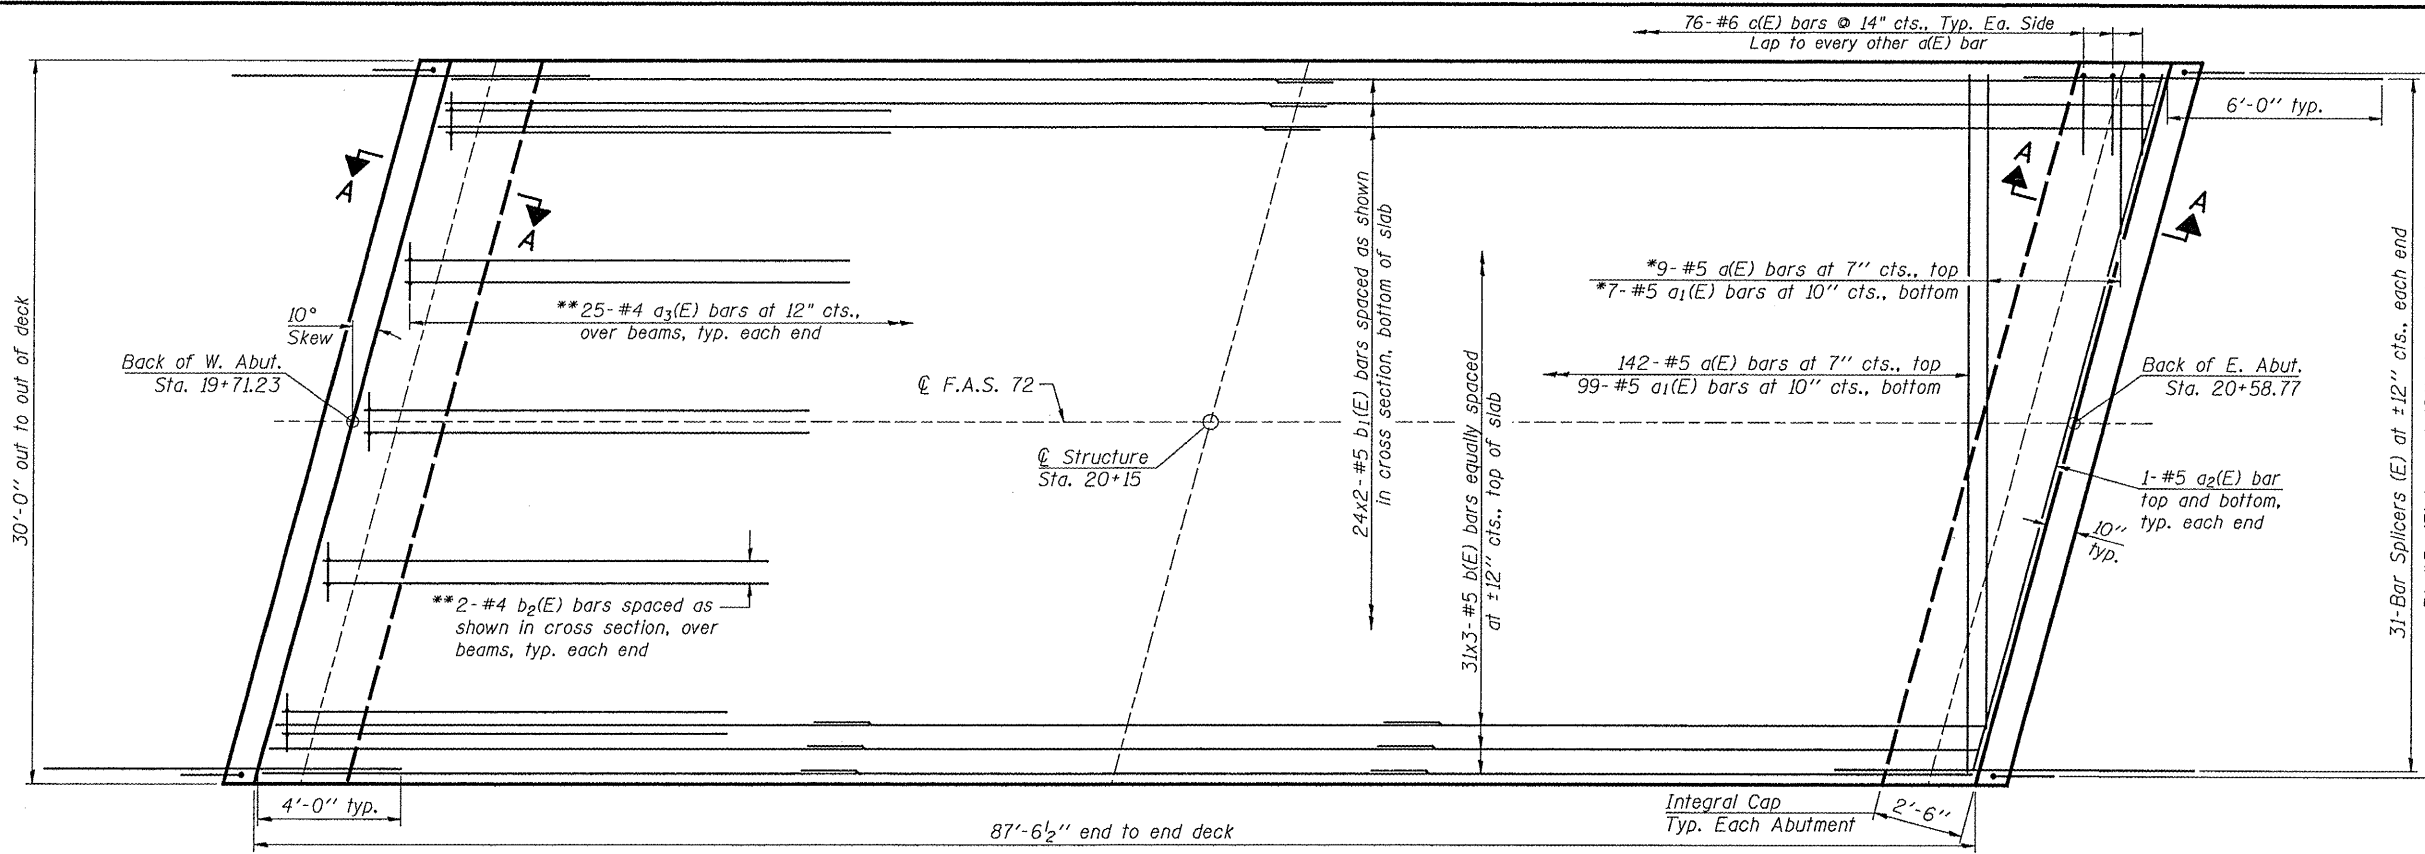 76-#6 c(E) bars @ 14" cts., Typ. Ea. Side
Lap to every other a(E) bar
6'-0" typ.
30'-0" out to out of deck
A
A
A
A
10°
Skew
Back of W. Abut.
Sta. 19+71.23
**25-#4 a3(E) bars at 12" cts.,
over beams, typ. each end
℄ F.A.S. 72
℄ Structure
Sta. 20+15
24x2-#5 b1(E) bars spaced as shown
in cross section, bottom of slab
31x3-#5 b(E) bars equally spaced
at ±12" cts., top of slab
*9-#5 a(E) bars at 7" cts., top
*7-#5 a1(E) bars at 10" cts., bottom
142-#5 a(E) bars at 7" cts., top
99-#5 a1(E) bars at 10" cts., bottom
Back of E. Abut.
Sta. 20+58.77
1-#5 a2(E) bar
top and bottom,
typ. each end
10"
typ.
31-Bar Splicers (E) at ±12" cts., each end
**2-#4 b2(E) bars spaced as
shown in cross section, over
beams, typ. each end
4'-0" typ.
87'-6½" end to end deck
Integral Cap
Typ. Each Abutment
2'-6"